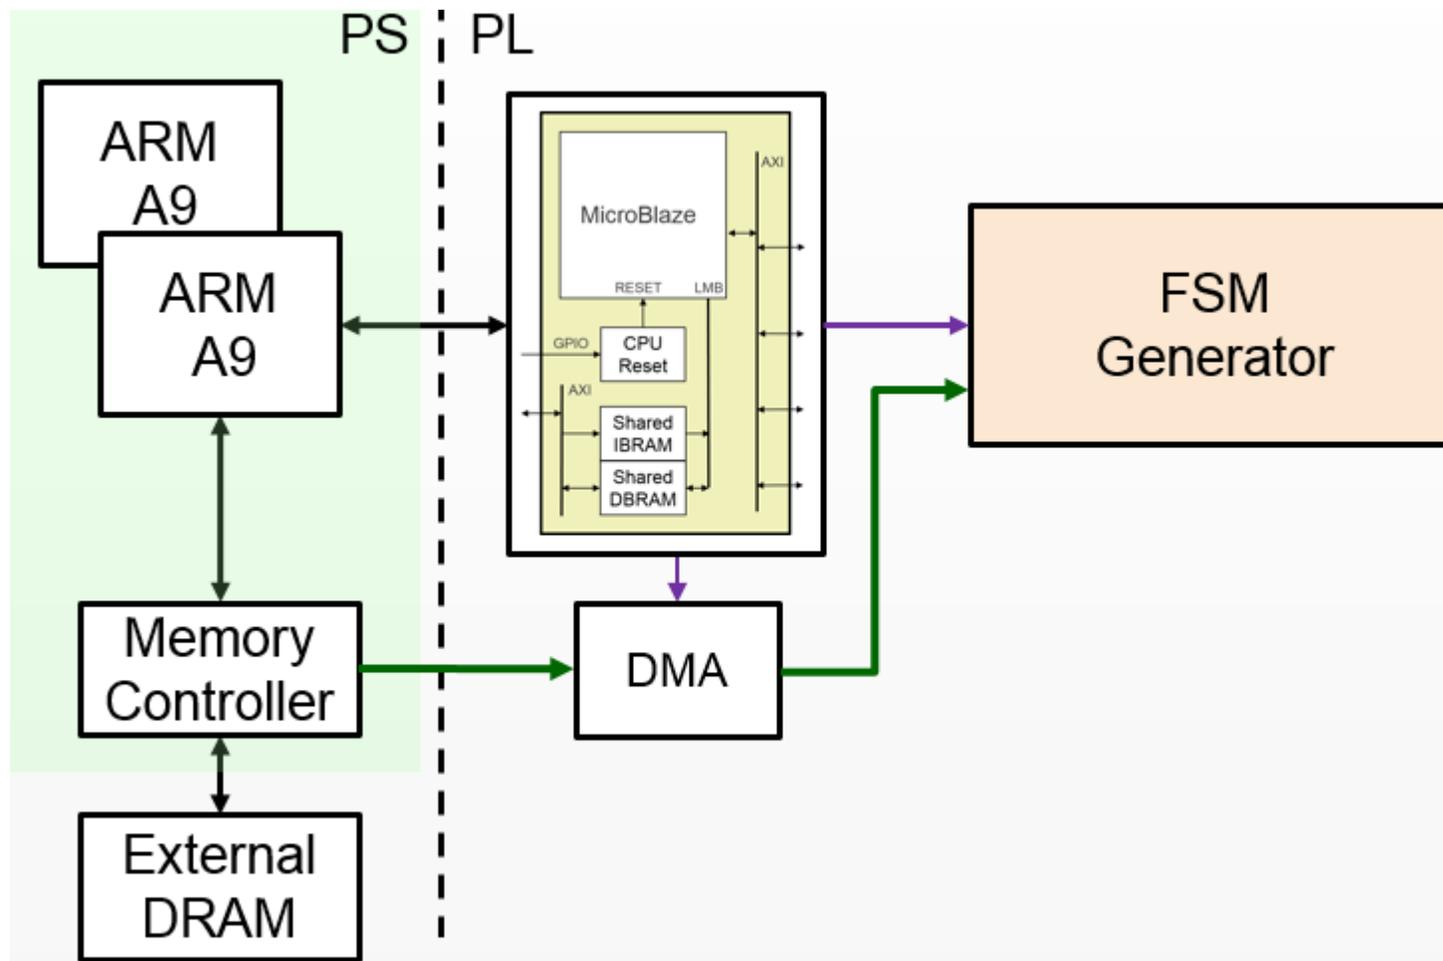 PS
PL
ARM
A9
ARM
A9
MicroBlaze
AXI
RESET
LMB
GPIO
CPU
Reset
AXI
Shared
IBRAM
Shared
DBRAM
FSM
Generator
Memory
Controller
DMA
External
DRAM